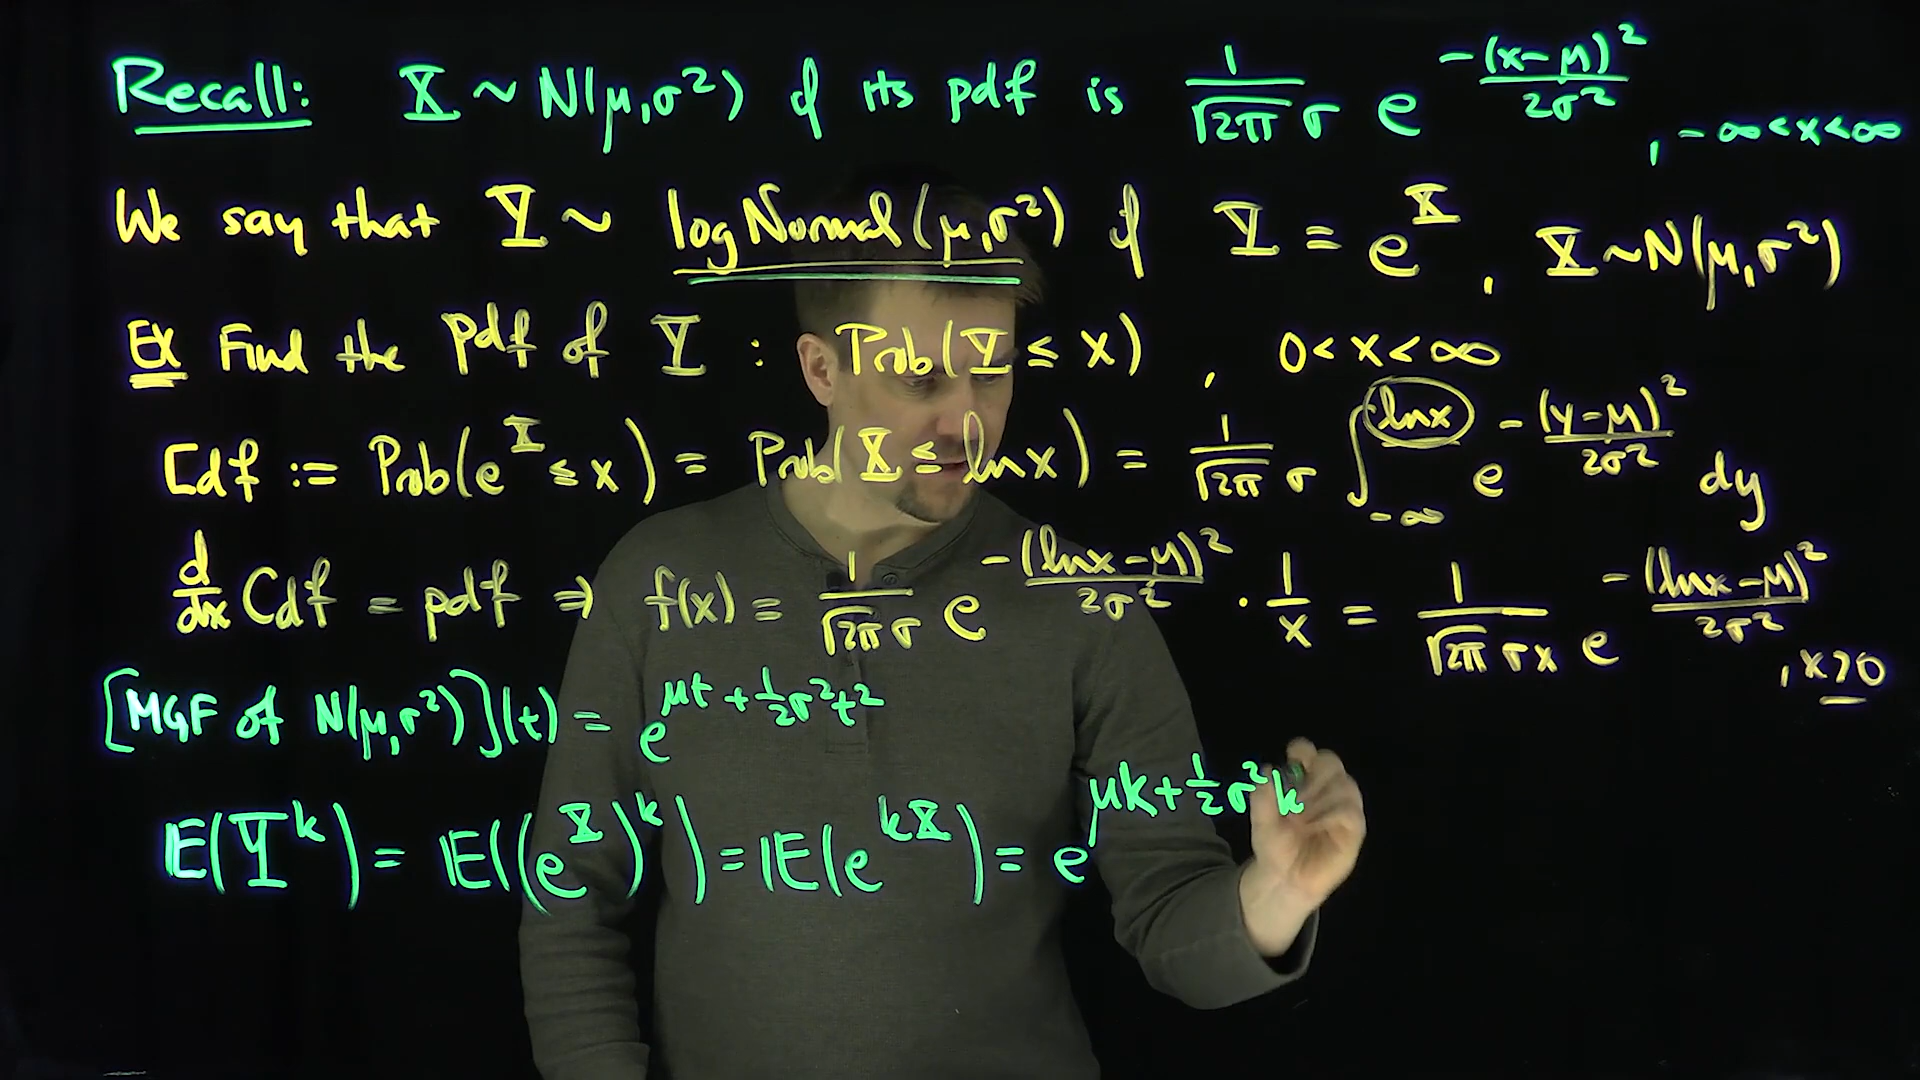 Recall: X ~ N(μ,σ²) if its pdf is 1/(√2π σ) e^(-(x-μ)²/2σ²), -∞<x<∞
We say that Y ~ logNormal(μ,σ²) if Y = e^X, X~N(μ,σ²)
Ex Find the pdf of Y : Prob(Y ≤ x), 0<x<∞
Cdf := Prob(e^X ≤ x) = Prob(X ≤ lnx) = 1/(√2π σ) ∫_{-∞}^{lnx} e^(-(y-μ)²/2σ²) dy
d/dx Cdf = pdf ⇒ f(x) = 1/(√2π σ) e^(-(lnx-μ)²/2σ²) · 1/x = 1/(√2π σx) e^(-(lnx-μ)²/2σ²), x>0
[MGF of N(μ,σ²)](t) = e^(μt + ½σ²t²)
E(Y^k) = E((e^X)^k) = E(e^(kX)) = e^(μk+½σ²k